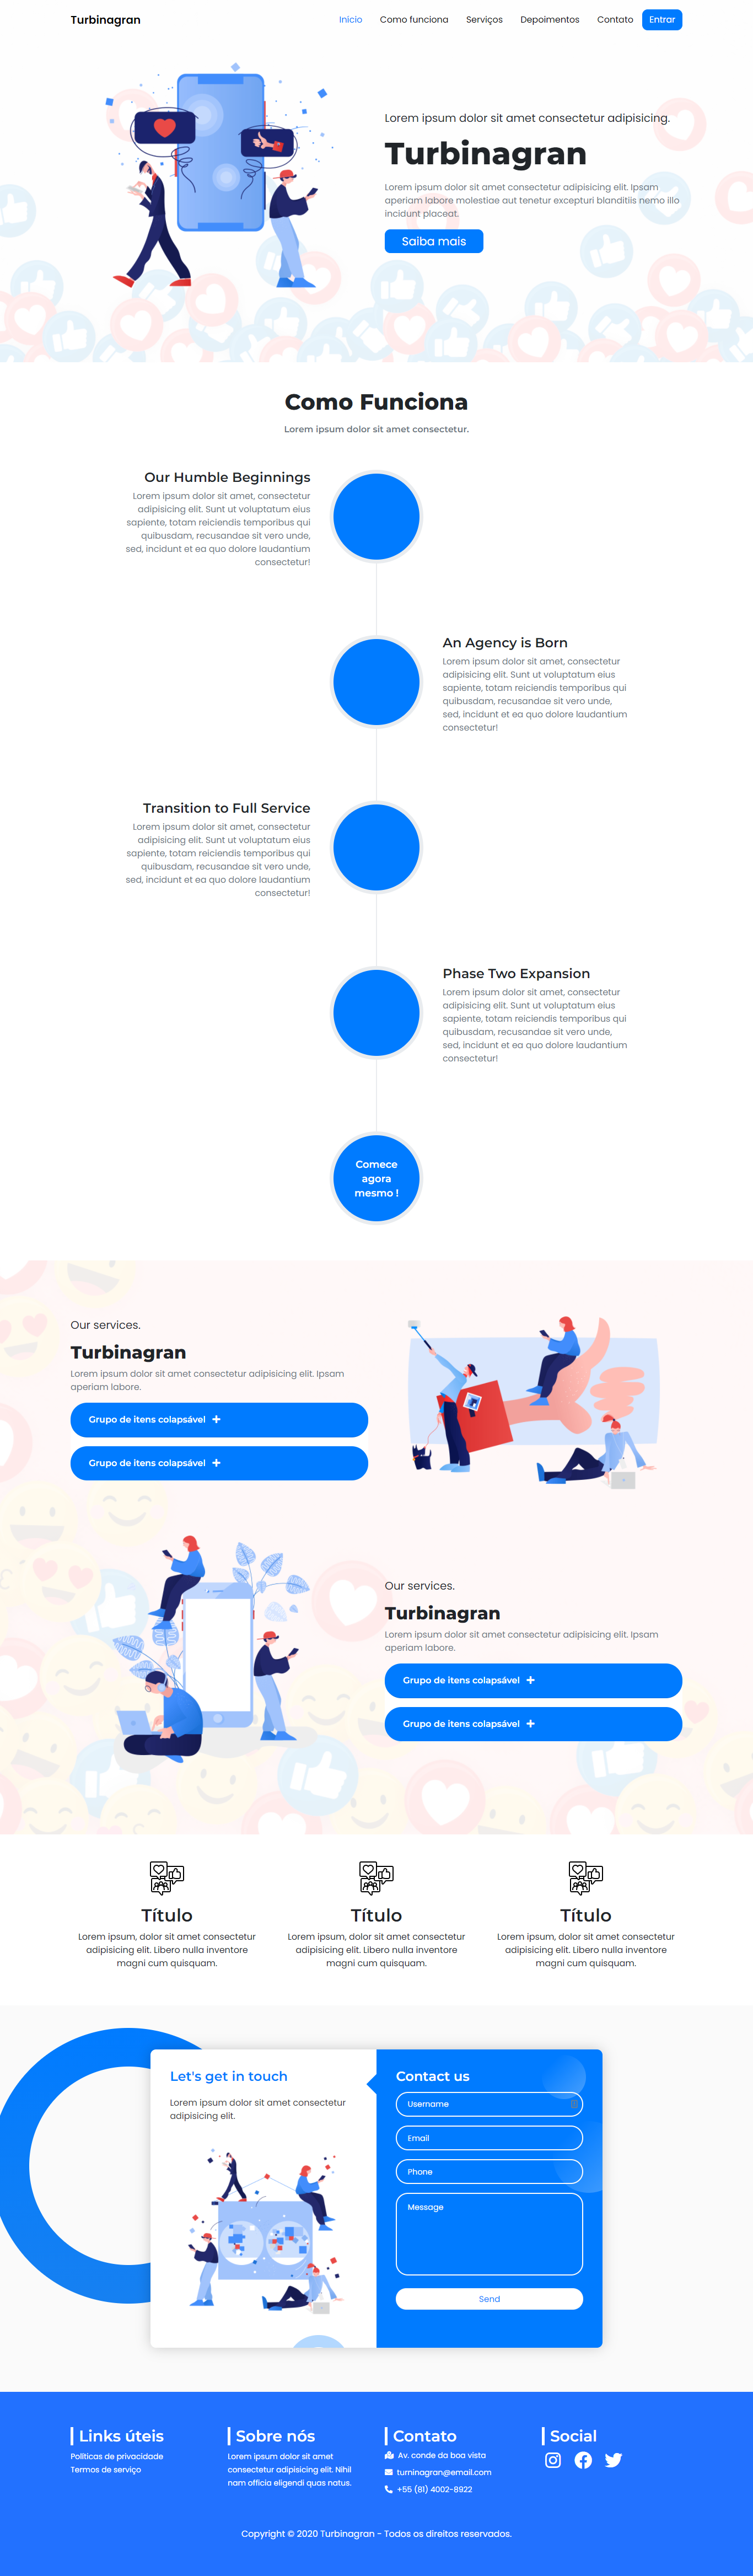 Turbinagran
Inicio Como funciona Serviços Depoimentos Contato Entrar
Lorem ipsum dolor sit amet consectetur adipisicing.
Turbinagran
Lorem ipsum dolor sit amet consectetur adipisicing elit. Ipsam
aperiam labore molestiae aut tenetur excepturi blanditiis nemo illo
incidunt placeat.
Saiba mais
Como Funciona
Lorem ipsum dolor sit amet consectetur.
Our Humble Beginnings
Lorem ipsum dolor sit amet, consectetur
adipisicing elit. Sunt ut voluptatum eius
sapiente, totam reiciendis temporibus qui
quibusdam, recusandae sit vero unde,
sed, incidunt et ea quo dolore laudantium
consectetur!
An Agency is Born
Lorem ipsum dolor sit amet, consectetur
adipisicing elit. Sunt ut voluptatum eius
sapiente, totam reiciendis temporibus qui
quibusdam, recusandae sit vero unde,
sed, incidunt et ea quo dolore laudantium
consectetur!
Transition to Full Service
Lorem ipsum dolor sit amet, consectetur
adipisicing elit. Sunt ut voluptatum eius
sapiente, totam reiciendis temporibus qui
quibusdam, recusandae sit vero unde,
sed, incidunt et ea quo dolore laudantium
consectetur!
Phase Two Expansion
Lorem ipsum dolor sit amet, consectetur
adipisicing elit. Sunt ut voluptatum eius
sapiente, totam reiciendis temporibus qui
quibusdam, recusandae sit vero unde,
sed, incidunt et ea quo dolore laudantium
consectetur!
Comece
agora
mesmo !
Our services.
Turbinagran
Lorem ipsum dolor sit amet consectetur adipisicing elit. Ipsam
aperiam labore.
Grupo de itens colapsável +
Grupo de itens colapsável +
Our services.
Turbinagran
Lorem ipsum dolor sit amet consectetur adipisicing elit. Ipsam
aperiam labore.
Grupo de itens colapsável +
Grupo de itens colapsável +
Título
Lorem ipsum, dolor sit amet consectetur
adipisicing elit. Libero nulla inventore
magni cum quisquam.
Título
Lorem ipsum, dolor sit amet consectetur
adipisicing elit. Libero nulla inventore
magni cum quisquam.
Título
Lorem ipsum, dolor sit amet consectetur
adipisicing elit. Libero nulla inventore
magni cum quisquam.
Let's get in touch
Lorem ipsum dolor sit amet consectetur
adipisicing elit.
Contact us
Username
Email
Phone
Message
Send
Links úteis
Políticas de privacidade
Termos de serviço
Sobre nós
Lorem ipsum dolor sit amet
consectetur adipisicing elit. Nihil
nam officia eligendi quas natus.
Contato
Av. conde da boa vista
turninagran@email.com
+55 (81) 4002-8922
Social
Copyright © 2020 Turbinagran - Todos os direitos reservados.